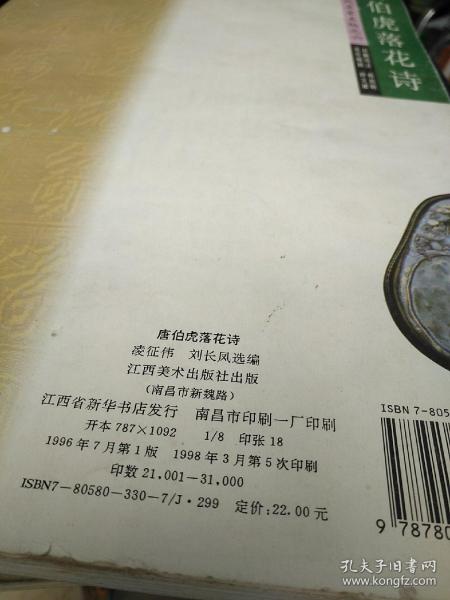 伯虎落花诗
唐伯虎落花诗
凌征伟 刘长凤选编
江西美术出版社出版
(南昌市新魏路)
江西省新华书店发行 南昌市印刷一厂印刷
开本 787×1092 1/8 印张 18
1996 年 7 月第 1 版 1998 年 3 月第 5 次印刷
印数 21,001-31,000
ISBN7-80580-330-7/J·299 定价:22.00 元
ISBN 7-805
9 78780
孔夫子旧书网
www.kongfz.com